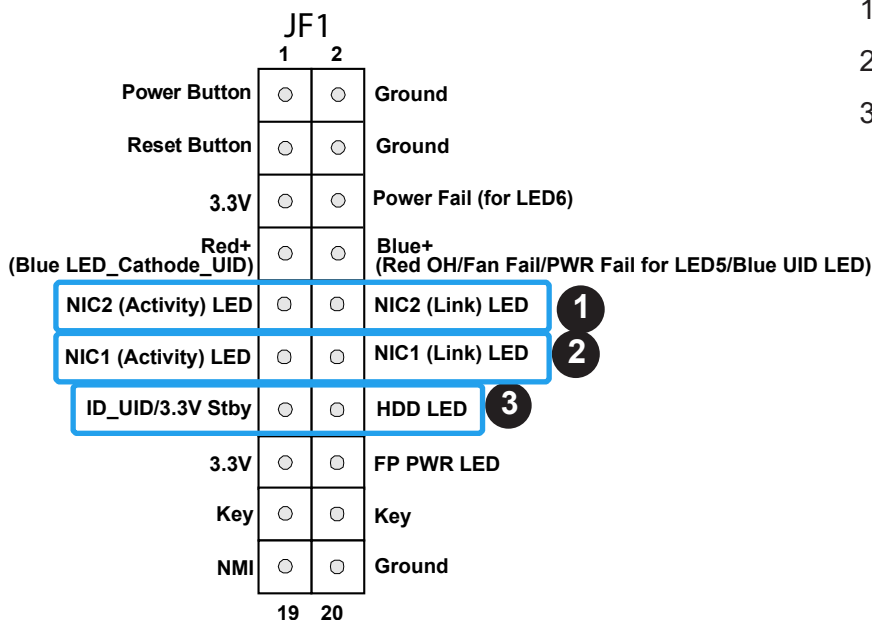 JF1
1 2
Power Button Ground
Reset Button Ground
3.3V Power Fail (for LED6)
Red+ Blue+
(Blue LED_Cathode_UID) (Red OH/Fan Fail/PWR Fail for LED5/Blue UID LED)
NIC2 (Activity) LED NIC2 (Link) LED 1
NIC1 (Activity) LED NIC1 (Link) LED 2
ID_UID/3.3V Stby HDD LED 3
3.3V FP PWR LED
Key Key
NMI Ground
19 20
1
2
3